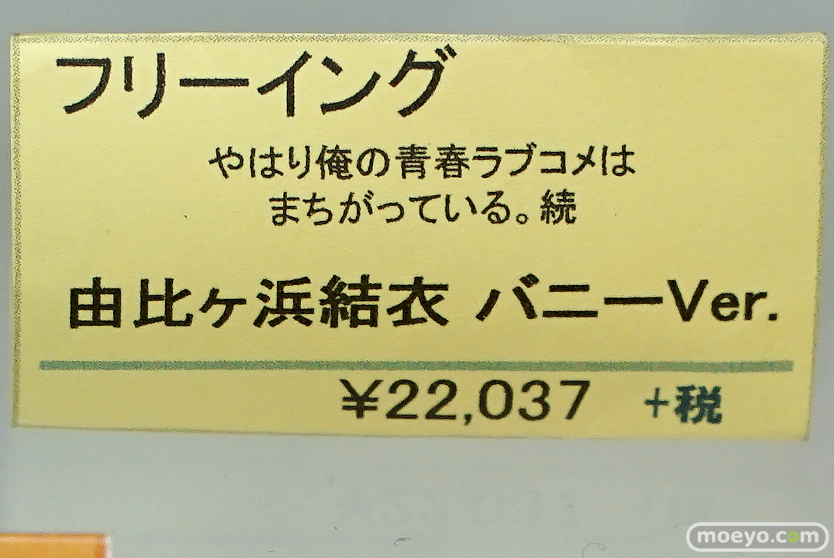 フリーイング
やはり俺の青春ラブコメは
まちがっている。続
由比ヶ浜結衣 バニーVer.
¥22,037 +税
moeyo.com